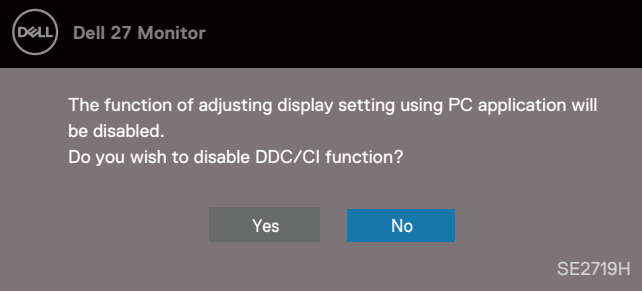 DELL
Dell 27 Monitor
The function of adjusting display setting using PC application will
be disabled.
Do you wish to disable DDC/CI function?
Yes No
SE2719H